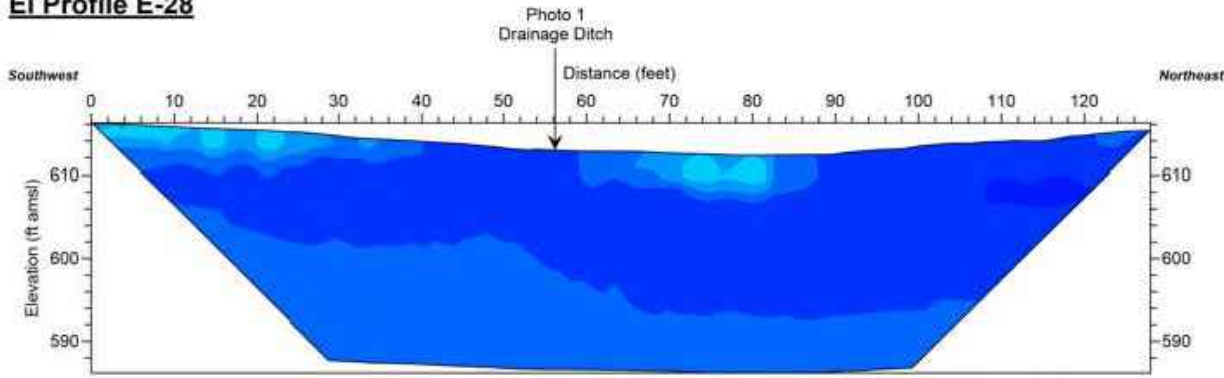 EI Profile E-28
Photo 1
Drainage Ditch
Southwest
Distance (feet)
Northeast
0 10 20 30 40 50 60 70 80 90 100 110 120
610 610
600 600
590 590
Elevation (ft amsl)